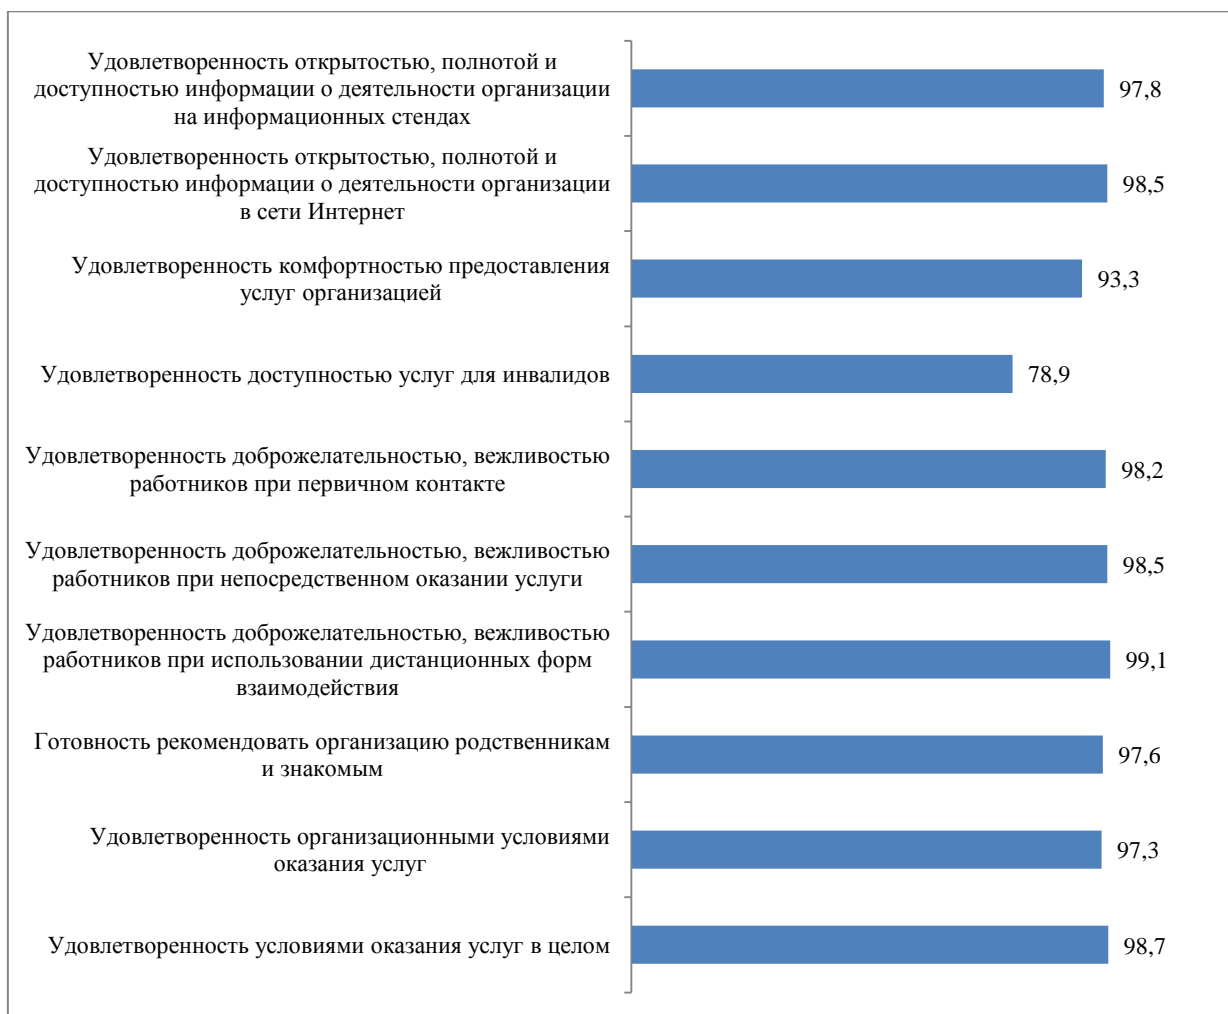 Удовлетворенность открытостью, полнотой и
доступностью информации о деятельности организации
на информационных стендах
97,8
Удовлетворенность открытостью, полнотой и
доступностью информации о деятельности организации
в сети Интернет
98,5
Удовлетворенность комфортностью предоставления
услуг организацией
93,3
Удовлетворенность доступностью услуг для инвалидов
78,9
Удовлетворенность доброжелательностью, вежливостью
работников при первичном контакте
98,2
Удовлетворенность доброжелательностью, вежливостью
работников при непосредственном оказании услуги
98,5
Удовлетворенность доброжелательностью, вежливостью
работников при использовании дистанционных форм
взаимодействия
99,1
Готовность рекомендовать организацию родственникам
и знакомым
97,6
Удовлетворенность организационными условиями
оказания услуг
97,3
Удовлетворенность условиями оказания услуг в целом
98,7